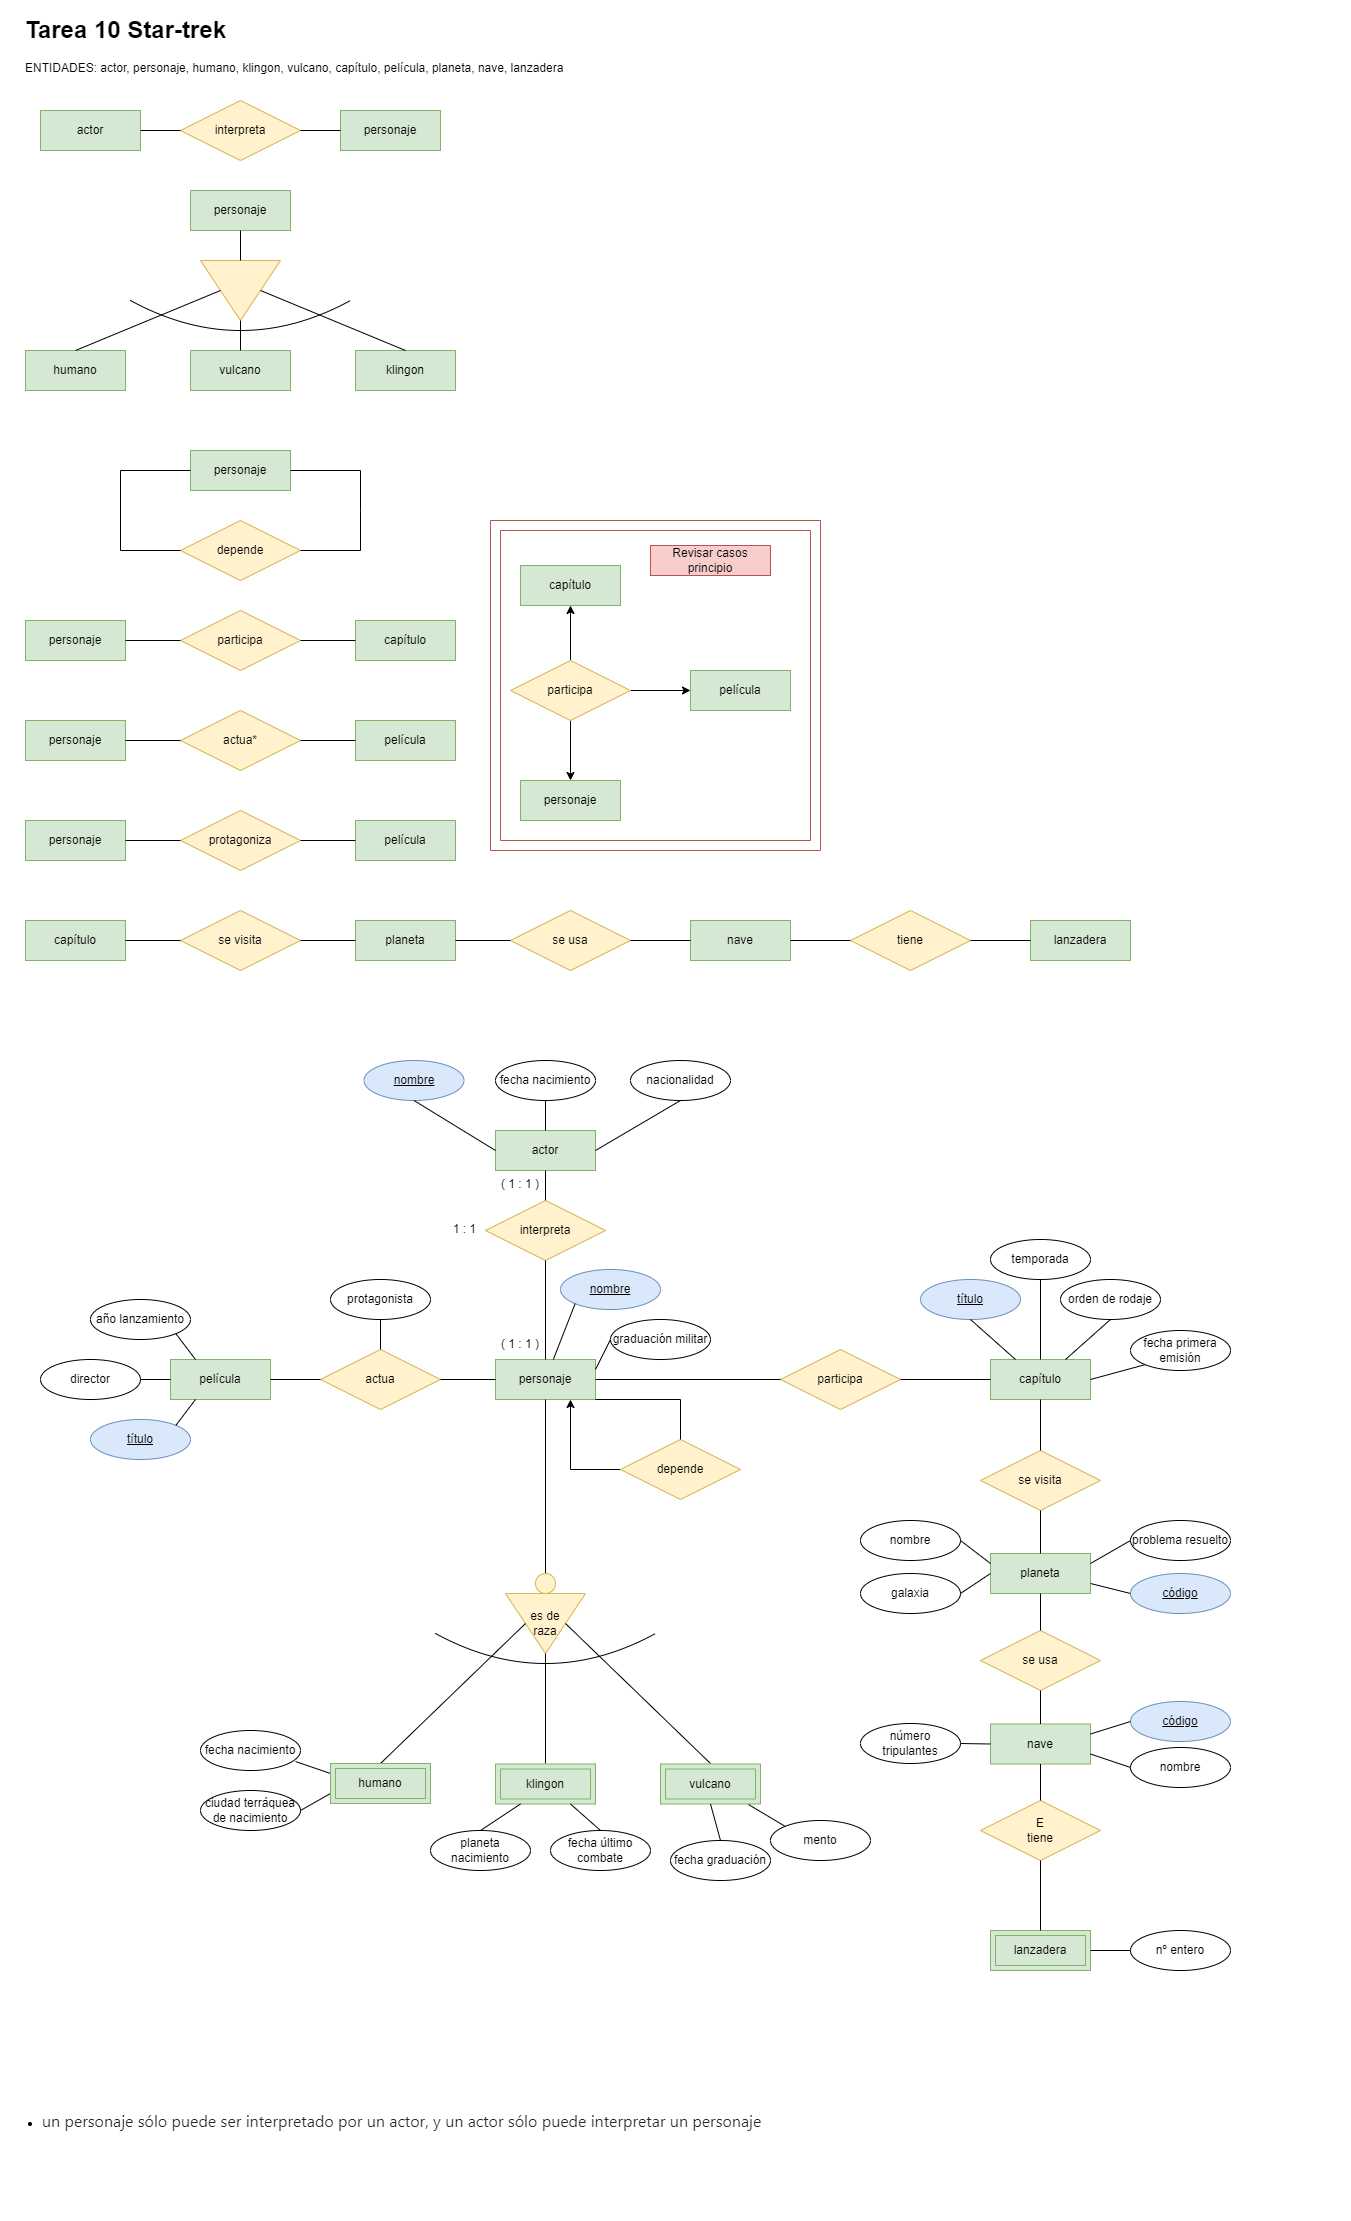 Tarea 10 Star-trek
ENTIDADES: actor, personaje, humano, klingon, vulcano, capítulo, película, planeta, nave, lanzadera
actor
interpreta
personaje
personaje
humano
vulcano
klingon
personaje
depende
Revisar casos
principio
capítulo
personaje
participa
capítulo
participa
película
personaje
actua*
película
personaje
personaje
protagoniza
película
capítulo
se visita
planeta
se usa
nave
tiene
lanzadera
nombre
fecha nacimiento
nacionalidad
actor
( 1 : 1 )
1 : 1
interpreta
temporada
nombre
título
orden de rodaje
protagonista
año lanzamiento
graduación militar
( 1 : 1 )
fecha primera
emisión
director
película
actua
personaje
participa
capítulo
título
depende
se visita
nombre
problema resuelto
planeta
galaxia
código
es de
raza
se usa
código
número
tripulantes
nave
nombre
fecha nacimiento
humano
klingon
vulcano
ciudad terráquea
de nacimiento
E
tiene
planeta
nacimiento
fecha último
combate
mento
fecha graduación
lanzadera
nº entero
• un personaje sólo puede ser interpretado por un actor, y un actor sólo puede interpretar un personaje